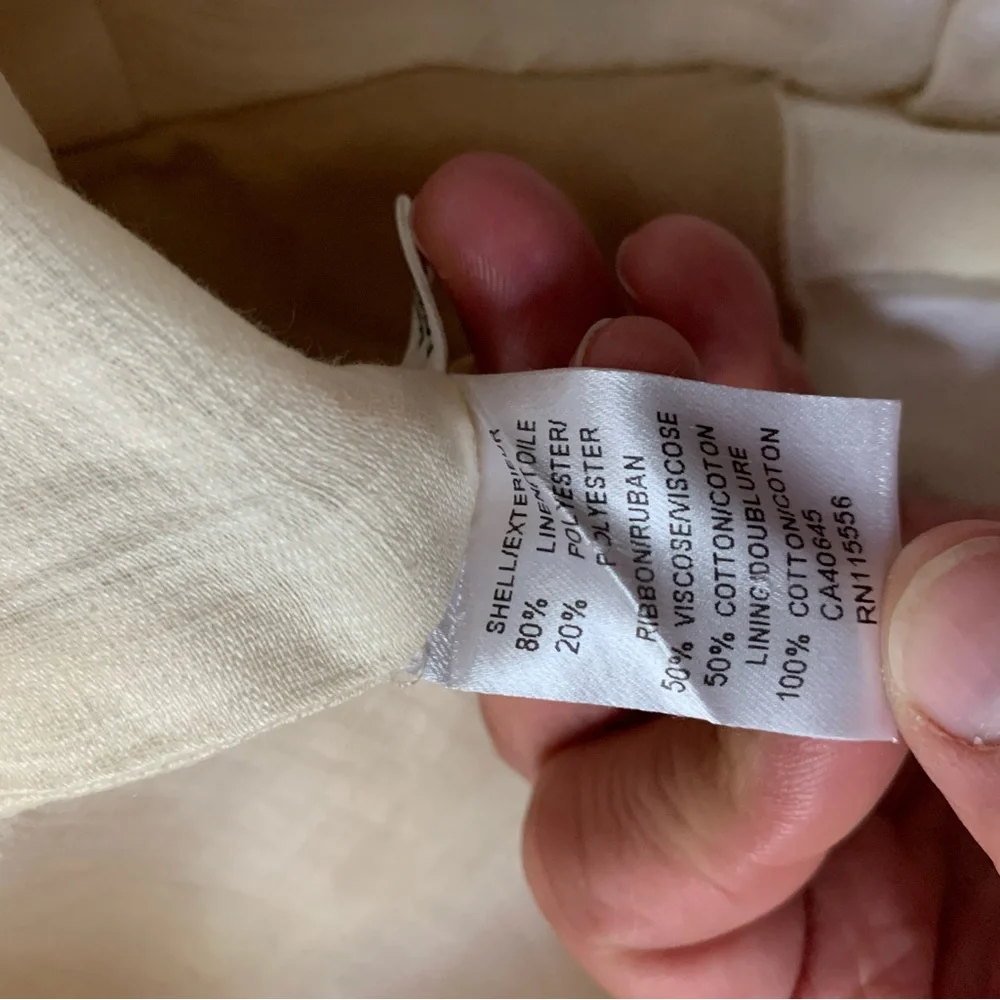 SHELL/EXTERIEUR
80% LINEN/TOILE
20% POLYESTER/
POLYESTER
RIBBON/RUBAN
50% VISCOSE/VISCOSE
50% COTTON/COTON
LINING/DOUBLURE
100% COTTON/COTON
CA40645
RN115556